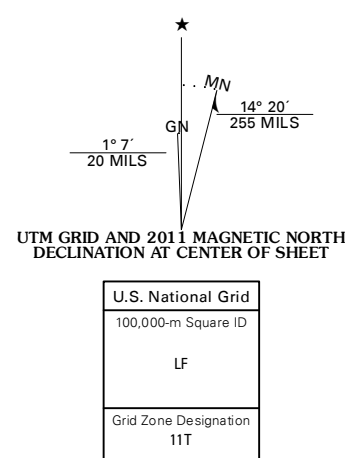 ★
MN
14° 20´
255 MILS
GN
1° 7´
20 MILS
UTM GRID AND 2011 MAGNETIC NORTH
DECLINATION AT CENTER OF SHEET
U.S. National Grid
100,000-m Square ID
LF
Grid Zone Designation
11T